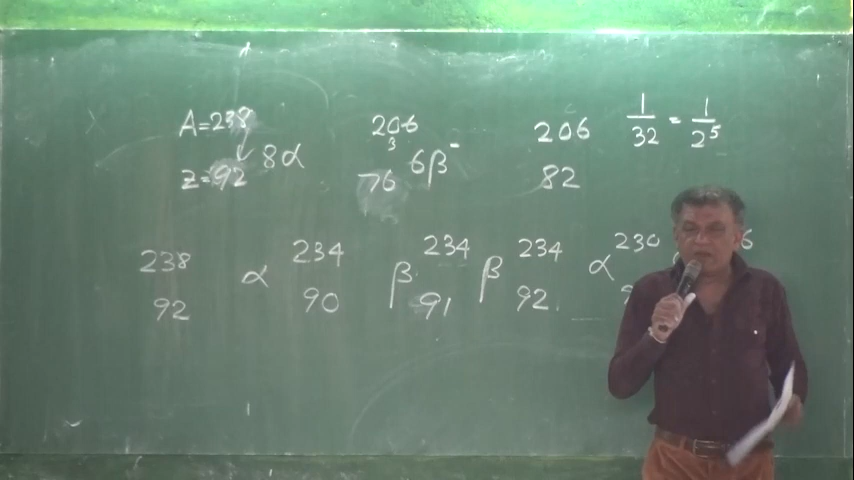 A=238 206 206 1/32 = 1/2⁵
3
Z=92 8α 76 6β⁻ 82
238 α 234 β 234 β 234 α 230
92 90 91 92